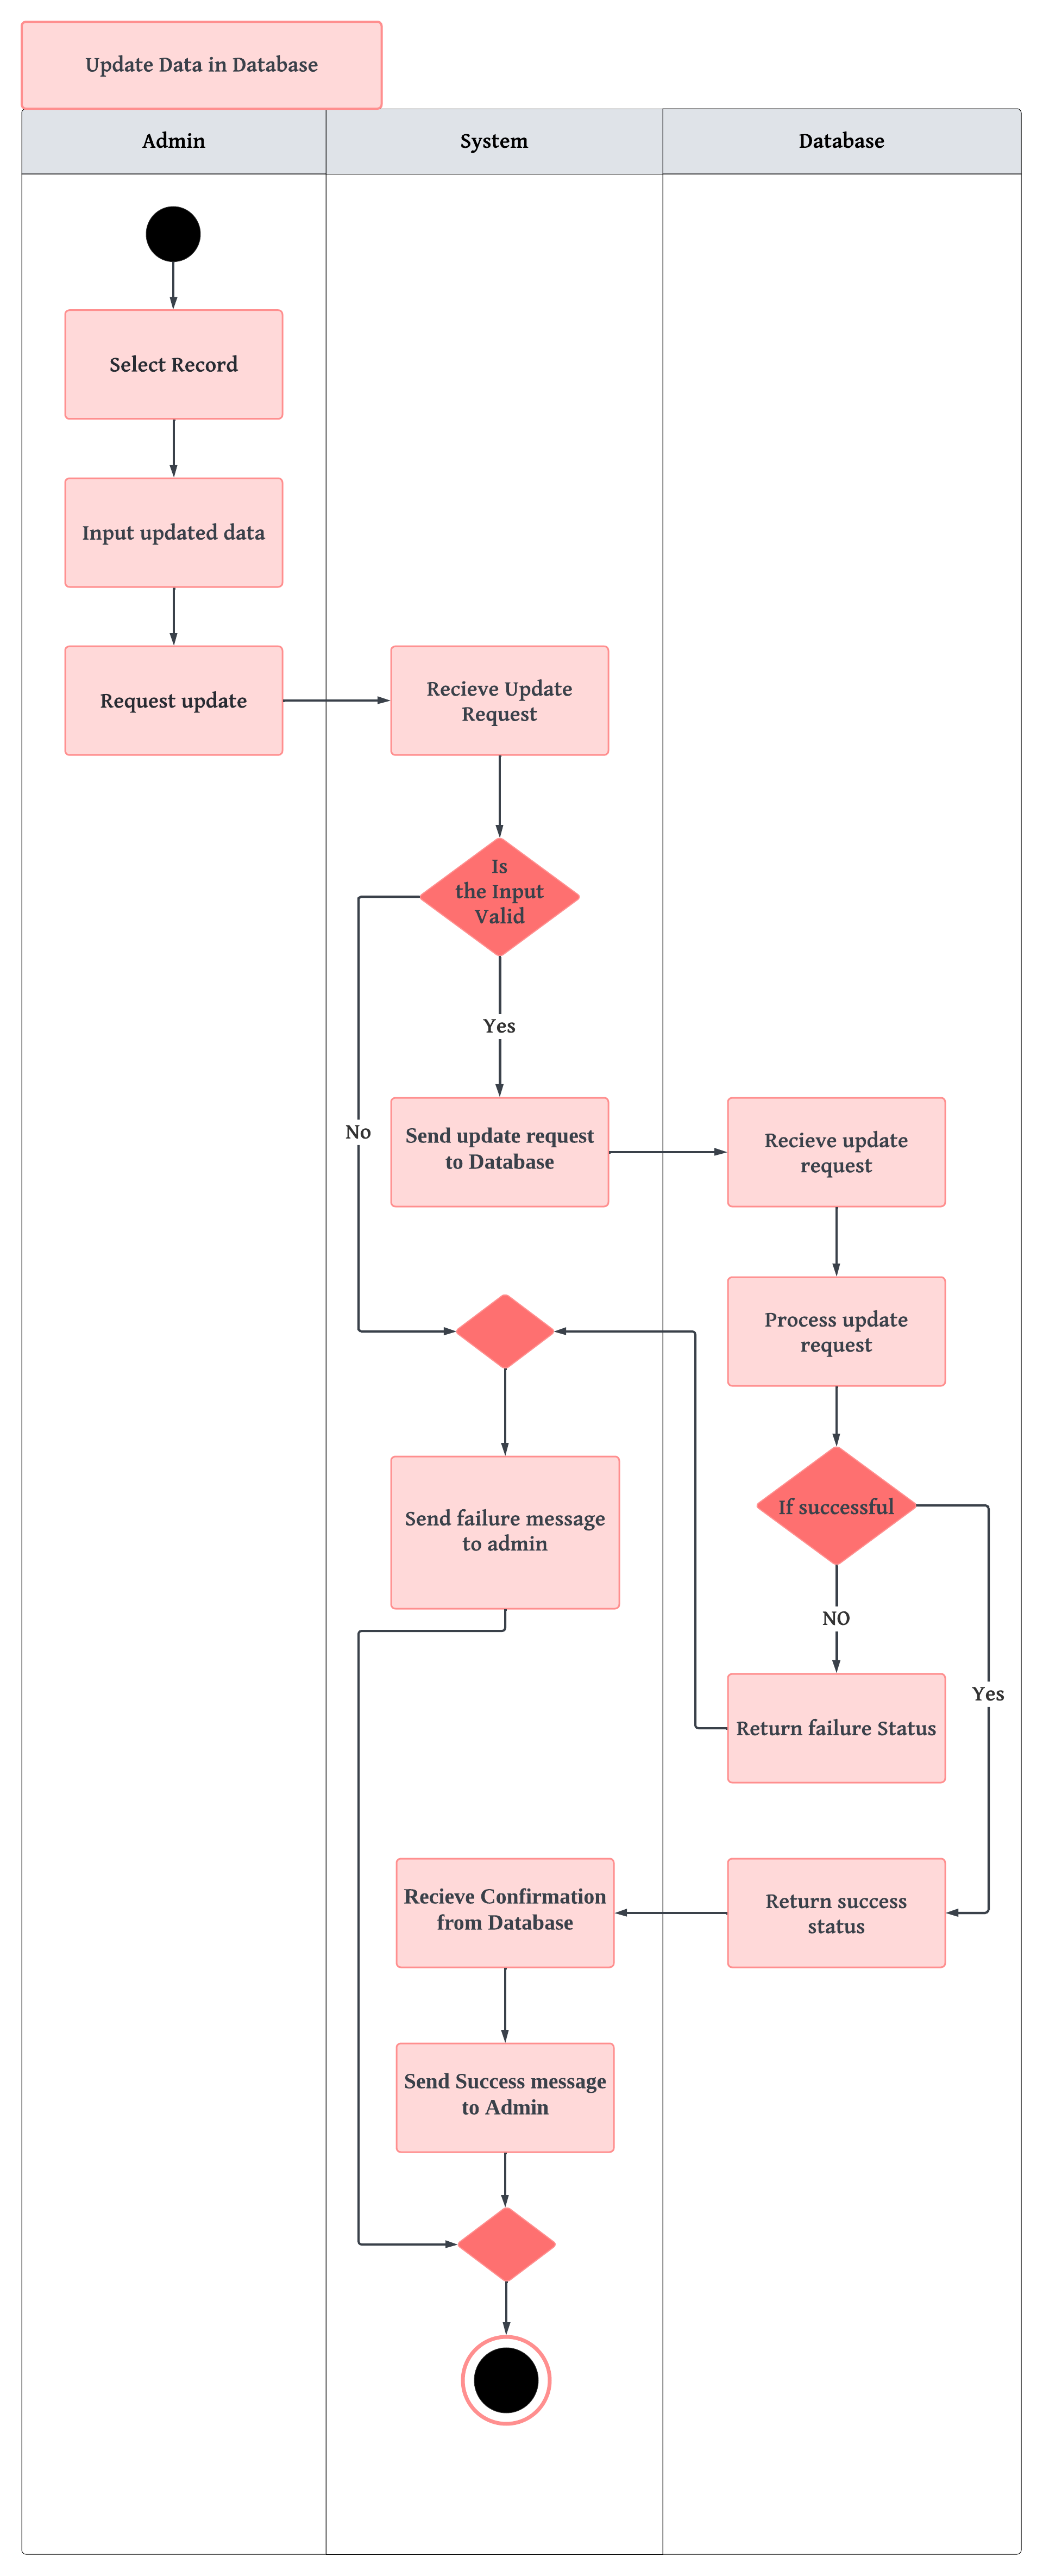 Update Data in Database
Admin
System
Database
Select Record
Input updated data
Request update
Recieve Update
Request
Is
the Input
Valid
Yes
No
Send update request
to Database
Recieve update
request
Process update
request
If successful
Send failure message
to admin
NO
Yes
Return failure Status
Recieve Confirmation
from Database
Return success
status
Send Success message
to Admin